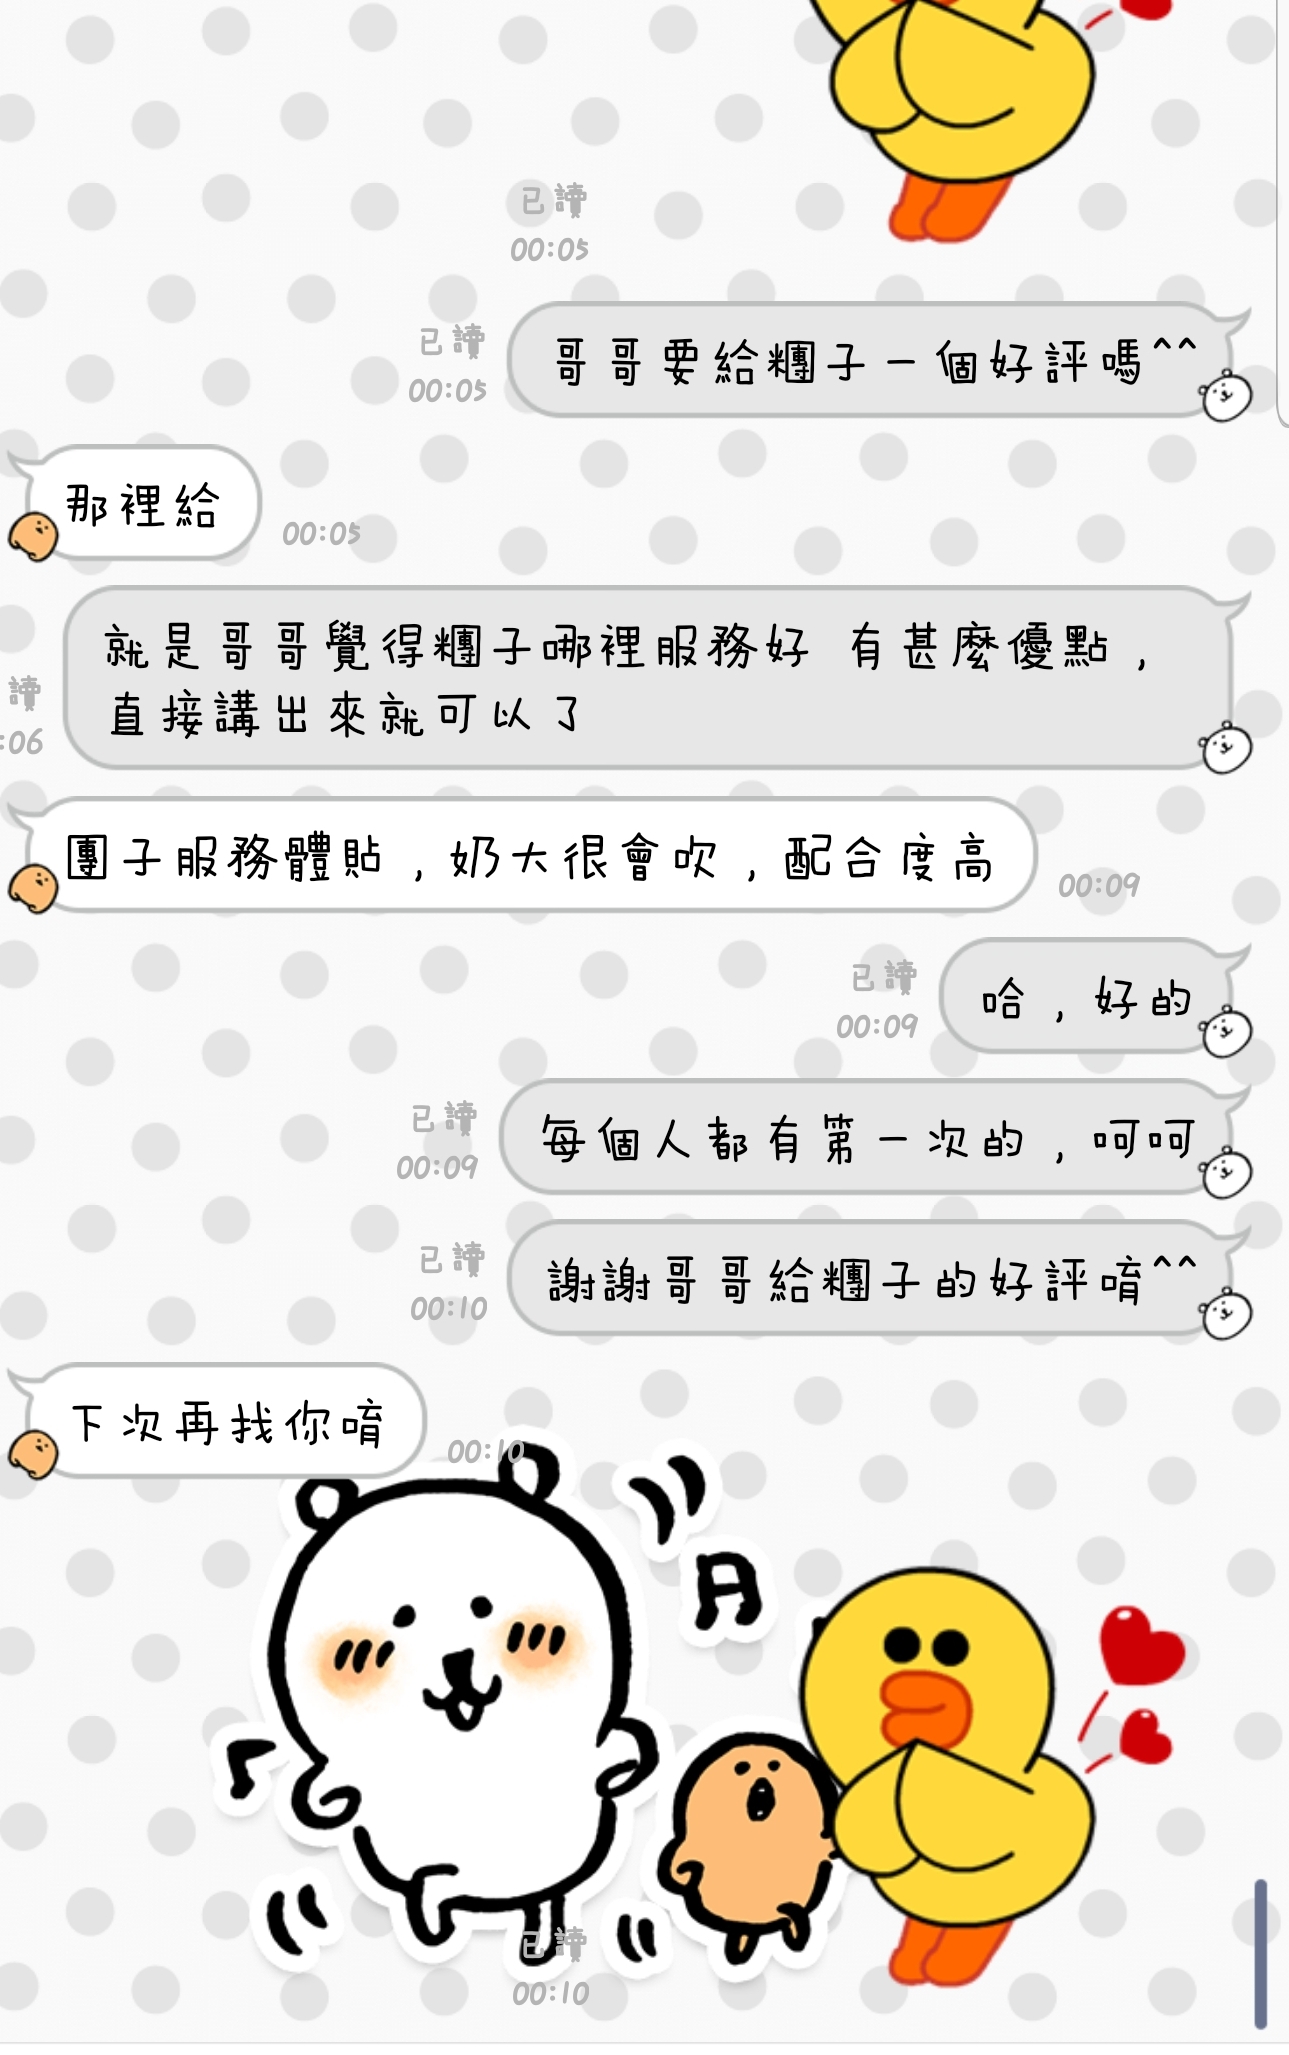 已讀
00:05
哥哥要給糰子一個好評嗎^^
已讀
00:05
那裡給
00:05
就是哥哥覺得糰子哪裡服務好 有甚麼優點，
直接講出來就可以了
讀
:06
團子服務體貼，奶大很會吹，配合度高
00:09
哈，好的
已讀
00:09
每個人都有第一次的，呵呵
已讀
00:09
謝謝哥哥給糰子的好評唷^^
已讀
00:10
下次再找你唷
00:10
已讀
00:10